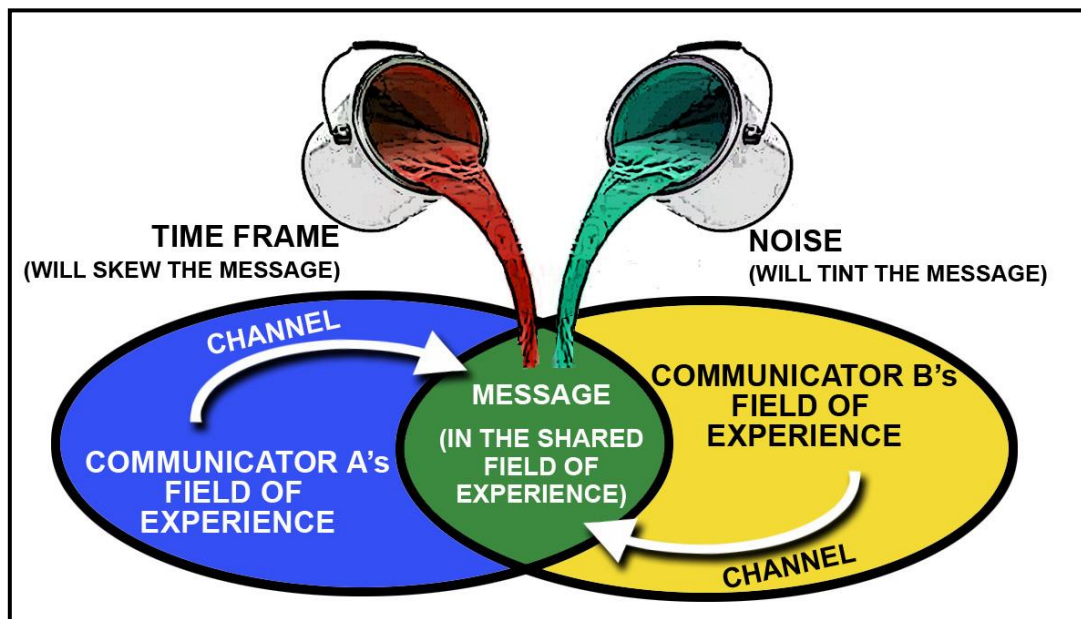 TIME FRAME
(WILL SKEW THE MESSAGE)
NOISE
(WILL TINT THE MESSAGE)
CHANNEL
COMMUNICATOR A's
FIELD OF
EXPERIENCE
MESSAGE
(IN THE SHARED
FIELD OF
EXPERIENCE)
COMMUNICATOR B's
FIELD OF
EXPERIENCE
CHANNEL